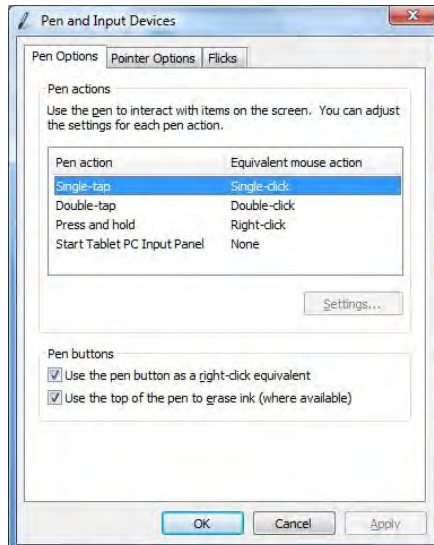 Pen and Input Devices
Pen Options Pointer Options Flicks
Pen actions
Use the pen to interact with items on the screen. You can adjust
the settings for each pen action.
Pen action Equivalent mouse action
Single-tap Single-click
Double-tap Double-click
Press and hold Right-click
Start Tablet PC Input Panel None
Settings...
Pen buttons
Use the pen button as a right-click equivalent
Use the top of the pen to erase ink (where available)
OK Cancel Apply